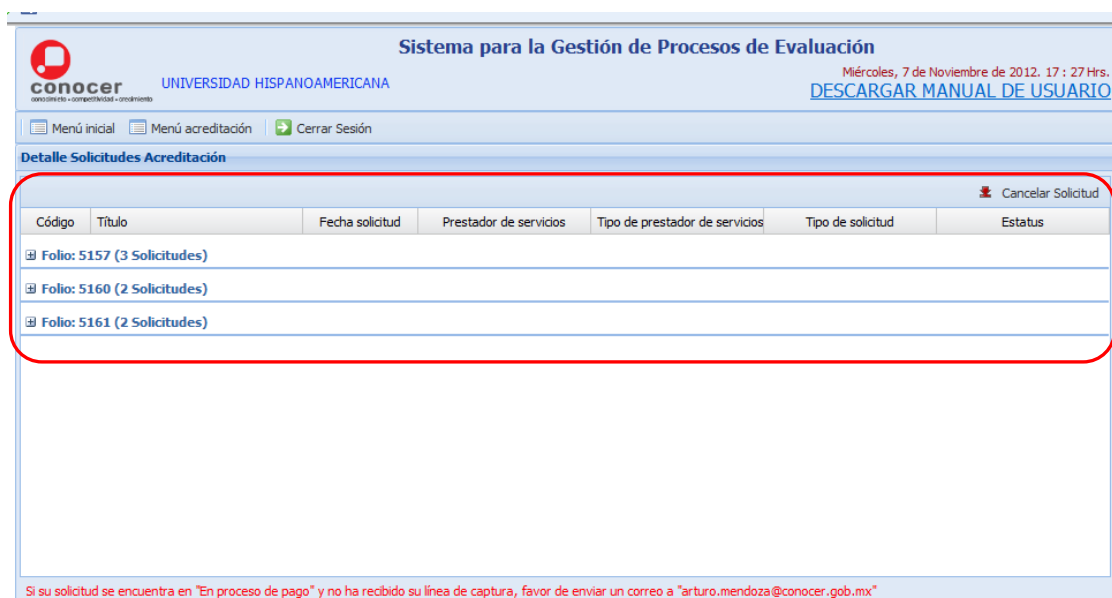 Sistema para la Gestión de Procesos de Evaluación
conocer
conocimiento • competitividad • crecimiento
UNIVERSIDAD HISPANOAMERICANA
Miércoles, 7 de Noviembre de 2012. 17 : 27 Hrs.
DESCARGAR MANUAL DE USUARIO
Menú inicial Menú acreditación Cerrar Sesión
Detalle Solicitudes Acreditación
Cancelar Solicitud
Código Título Fecha solicitud Prestador de servicios Tipo de prestador de servicios Tipo de solicitud Estatus
Folio: 5157 (3 Solicitudes)
Folio: 5160 (2 Solicitudes)
Folio: 5161 (2 Solicitudes)
Si su solicitud se encuentra en "En proceso de pago" y no ha recibido su línea de captura, favor de enviar un correo a "arturo.mendoza@conocer.gob.mx"